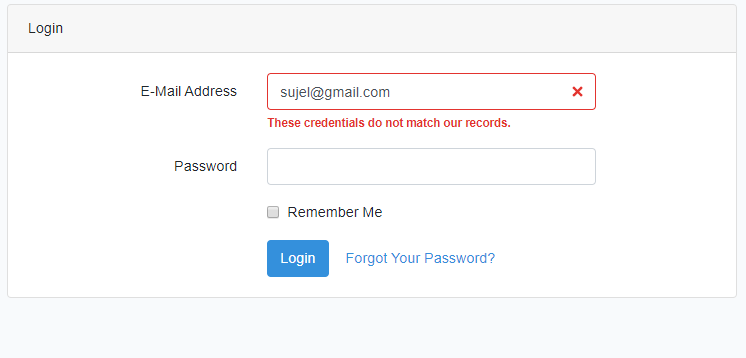 Login
E-Mail Address sujel@gmail.com
These credentials do not match our records.
Password
Remember Me
Login Forgot Your Password?